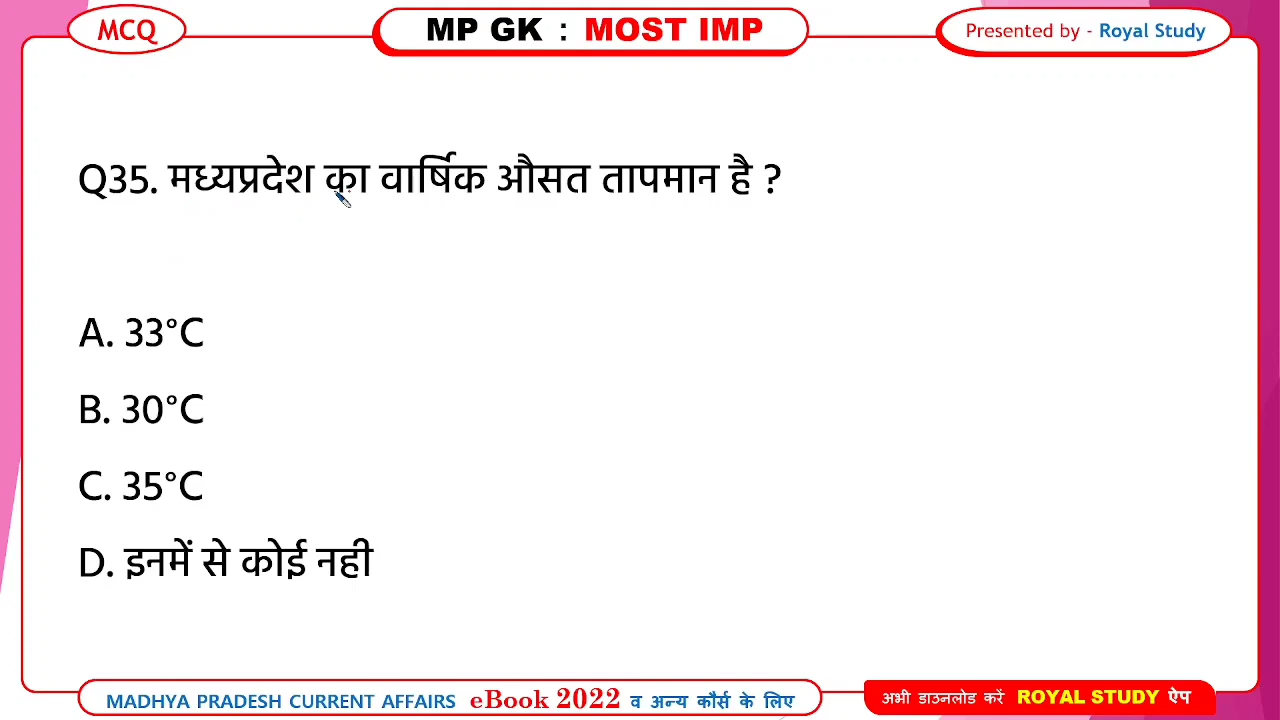 MCQ
MP GK : MOST IMP
Presented by - Royal Study
Q35. मध्यप्रदेश का वार्षिक औसत तापमान है ?
A. 33°C
B. 30°C
C. 35°C
D. इनमें से कोई नही
MADHYA PRADESH CURRENT AFFAIRS eBook 2022 व अन्य कौर्स के लिए
अभी डाउनलोड करें ROYAL STUDY ऐप